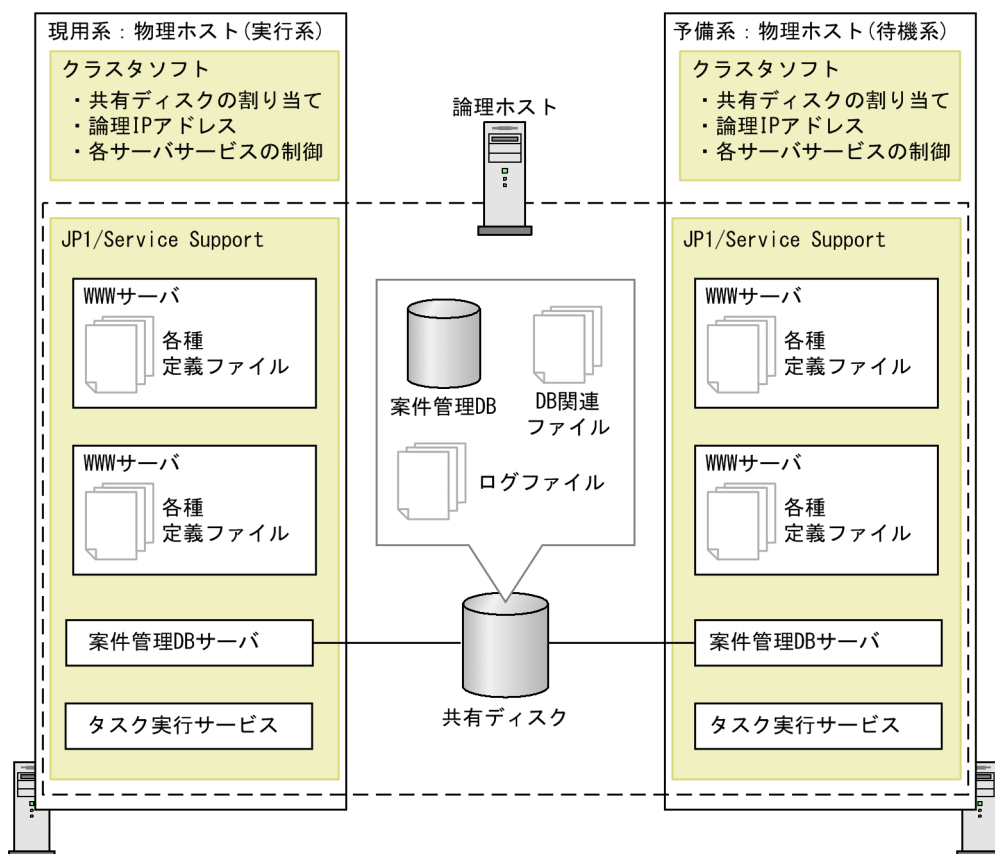 現用系：物理ホスト(実行系)
クラスタソフト
・共有ディスクの割り当て
・論理IPアドレス
・各サーバサービスの制御
JP1/Service Support
WWWサーバ
各種
定義ファイル
WWWサーバ
各種
定義ファイル
案件管理DBサーバ
タスク実行サービス
論理ホスト
案件管理DB
DB関連
ファイル
ログファイル
共有ディスク
予備系：物理ホスト(待機系)
クラスタソフト
・共有ディスクの割り当て
・論理IPアドレス
・各サーバサービスの制御
JP1/Service Support
WWWサーバ
各種
定義ファイル
WWWサーバ
各種
定義ファイル
案件管理DBサーバ
タスク実行サービス